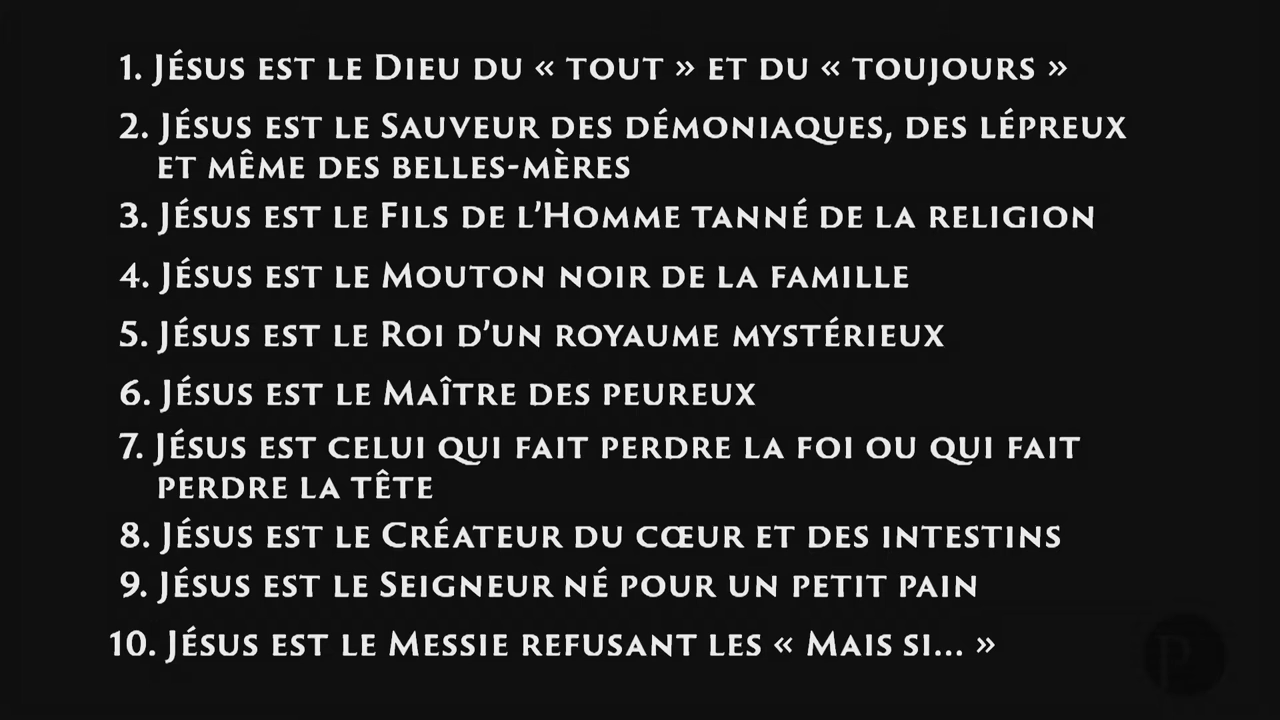 1. Jésus est le Dieu du « tout » et du « toujours »
2. Jésus est le Sauveur des démoniaques, des lépreux
et même des belles-mères
3. Jésus est le Fils de l'Homme tanné de la religion
4. Jésus est le Mouton noir de la famille
5. Jésus est le Roi d'un royaume mystérieux
6. Jésus est le Maître des peureux
7. Jésus est celui qui fait perdre la foi ou qui fait
perdre la tête
8. Jésus est le Créateur du cœur et des intestins
9. Jésus est le Seigneur né pour un petit pain
10. Jésus est le Messie refusant les « Mais si... »
P